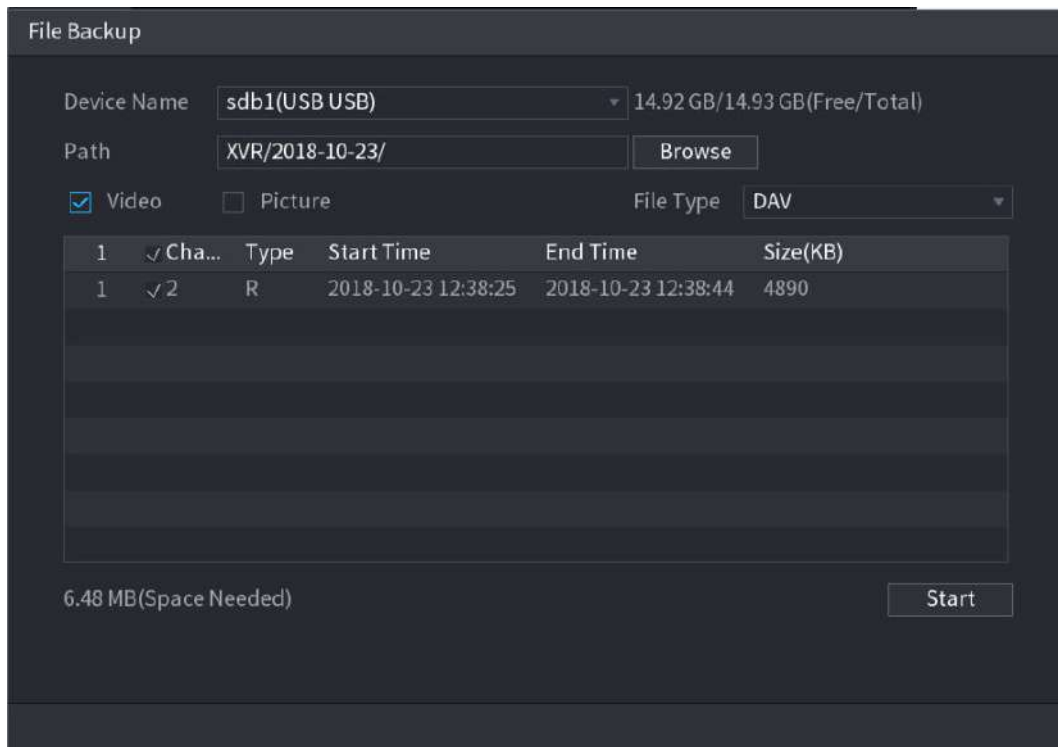 File Backup
Device Name sdb1(USB USB) 14.92 GB/14.93 GB(Free/Total)
Path XVR/2018-10-23/ Browse
Video Picture File Type DAV
1 Cha... Type Start Time End Time Size(KB)
1 2 R 2018-10-23 12:38:25 2018-10-23 12:38:44 4890
6.48 MB(Space Needed) Start